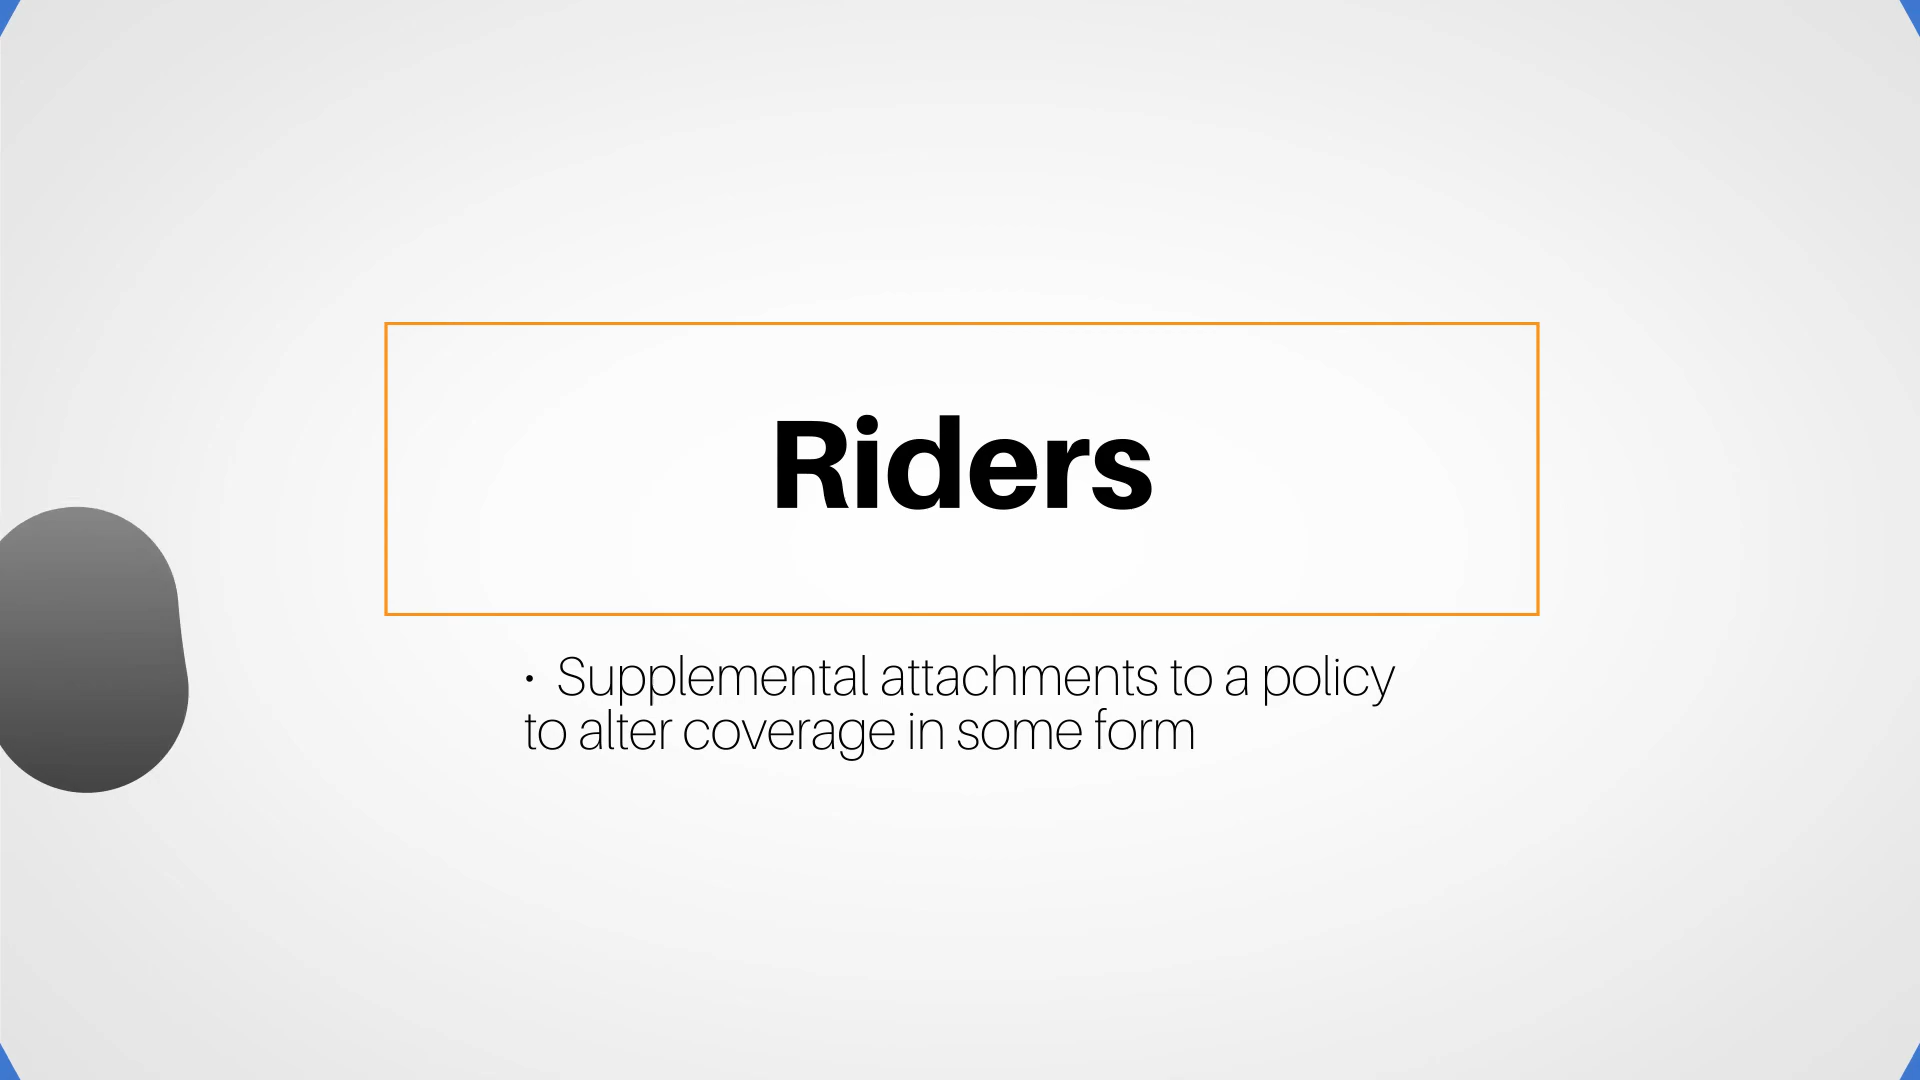 Riders
• Supplemental attachments to a policy
to alter coverage in some form